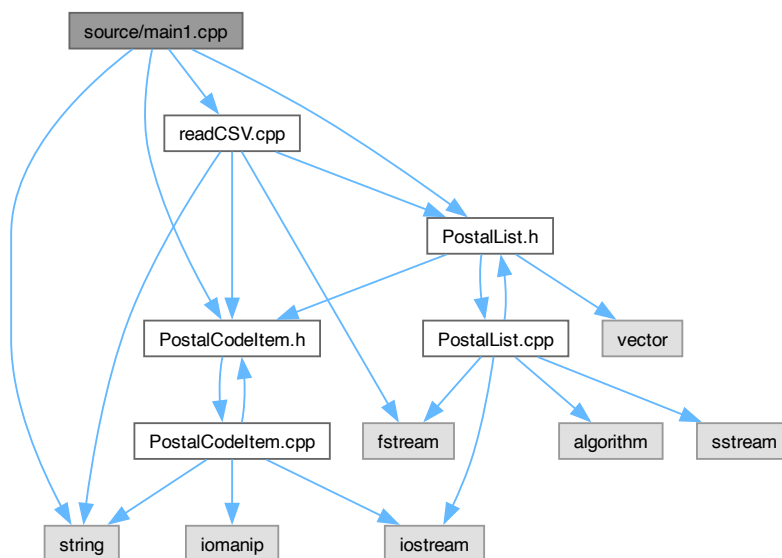 source/main1.cpp
readCSV.cpp
PostalList.h
PostalCodeItem.h
PostalList.cpp
vector
PostalCodeItem.cpp
fstream
algorithm
sstream
string
iomanip
iostream